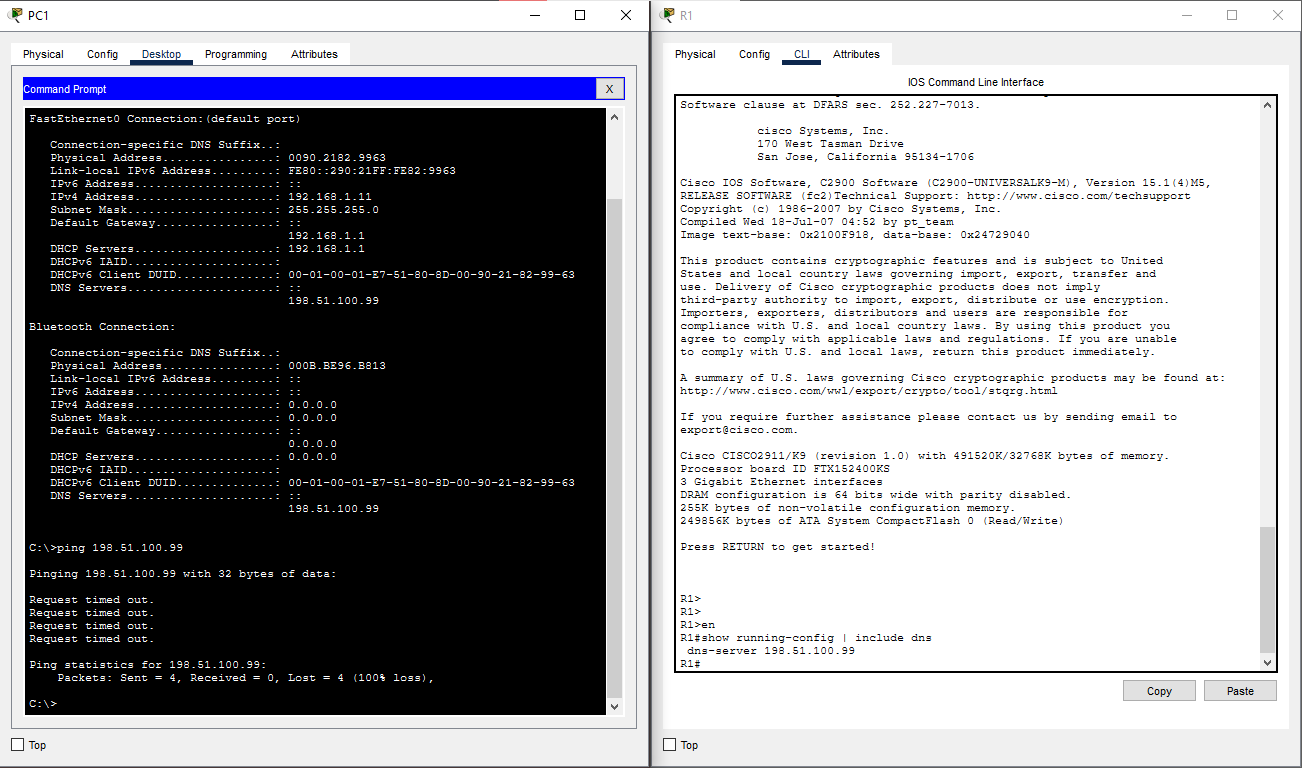 PC1
Physical Config Desktop Programming Attributes
Command Prompt X
FastEthernet0 Connection:(default port)
Connection-specific DNS Suffix..:
Physical Address................: 0090.2182.9963
Link-local IPv6 Address.........: FE80::290:21FF:FE82:9963
IPv6 Address....................: ::
IPv4 Address....................: 192.168.1.11
Subnet Mask.....................: 255.255.255.0
Default Gateway.................: ::
192.168.1.1
DHCP Servers....................: 192.168.1.1
DHCPv6 IAID.....................:
DHCPv6 Client DUID..............: 00-01-00-01-E7-51-80-8D-00-90-21-82-99-63
DNS Servers.....................: ::
198.51.100.99
Bluetooth Connection:
Connection-specific DNS Suffix..:
Physical Address................: 000B.BE96.B813
Link-local IPv6 Address.........: ::
IPv6 Address....................: ::
IPv4 Address....................: 0.0.0.0
Subnet Mask.....................: 0.0.0.0
Default Gateway.................: ::
0.0.0.0
DHCP Servers....................: 0.0.0.0
DHCPv6 IAID.....................:
DHCPv6 Client DUID..............: 00-01-00-01-E7-51-80-8D-00-90-21-82-99-63
DNS Servers.....................: ::
198.51.100.99
C:\>ping 198.51.100.99
Pinging 198.51.100.99 with 32 bytes of data:
Request timed out.
Request timed out.
Request timed out.
Request timed out.
Ping statistics for 198.51.100.99:
Packets: Sent = 4, Received = 0, Lost = 4 (100% loss),
C:\>
Top
R1
Physical Config CLI Attributes
IOS Command Line Interface
Software clause at DFARS sec. 252.227-7013.
cisco Systems, Inc.
170 West Tasman Drive
San Jose, California 95134-1706
Cisco IOS Software, C2900 Software (C2900-UNIVERSALK9-M), Version 15.1(4)M5,
RELEASE SOFTWARE (fc2)Technical Support: http://www.cisco.com/techsupport
Copyright (c) 1986-2007 by Cisco Systems, Inc.
Compiled Wed 18-Jul-07 04:52 by pt_team
Image text-base: 0x2100F918, data-base: 0x24729040
This product contains cryptographic features and is subject to United
States and local country laws governing import, export, transfer and
use. Delivery of Cisco cryptographic products does not imply
third-party authority to import, export, distribute or use encryption.
Importers, exporters, distributors and users are responsible for
compliance with U.S. and local country laws. By using this product you
agree to comply with applicable laws and regulations. If you are unable
to comply with U.S. and local laws, return this product immediately.
A summary of U.S. laws governing Cisco cryptographic products may be found at:
http://www.cisco.com/wwl/export/crypto/tool/stqrg.html
If you require further assistance please contact us by sending email to
export@cisco.com.
Cisco CISCO2911/K9 (revision 1.0) with 491520K/32768K bytes of memory.
Processor board ID FTX152400KS
3 Gigabit Ethernet interfaces
DRAM configuration is 64 bits wide with parity disabled.
255K bytes of non-volatile configuration memory.
249856K bytes of ATA System CompactFlash 0 (Read/Write)
Press RETURN to get started!
R1>
R1>
R1>en
R1#show running-config | include dns
dns-server 198.51.100.99
R1#
Copy Paste
Top